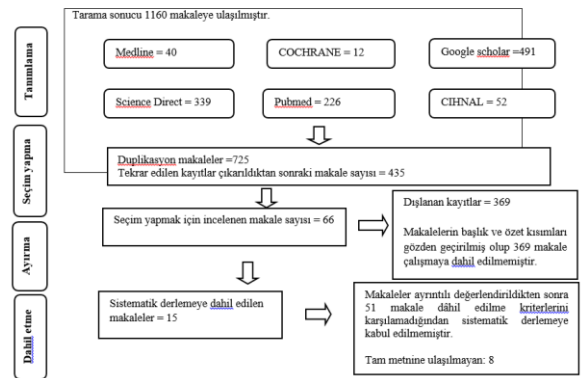 Tarama sonucu 1160 makaleye ulaşılmıştır.
Tanımlama
Medline = 40
COCHRANE = 12
Google scholar =491
Science Direct = 339
Pubmed = 226
CIHNAL = 52
Seçim yapma
Duplikasyon makaleler =725
Tekrar edilen kayıtlar çıkarıldıktan sonraki makale sayısı = 435
Seçim yapmak için incelenen makale sayısı = 66
Dışlanan kayıtlar = 369
Makalelerin başlık ve özet kısımları
gözden geçirilmiş olup 369 makale
çalışmaya dahil edilmemiştir.
Ayırma
Dahil etme
Sistematik derlemeye dahil edilen
makaleler = 15
Makaleler ayrıntılı değerlendirildikten sonra
51 makale dâhil edilme kriterlerini
karşılamadığından sistematik derlemeye
kabul edilmemiştir.
Tam metnine ulaşılmayan: 8